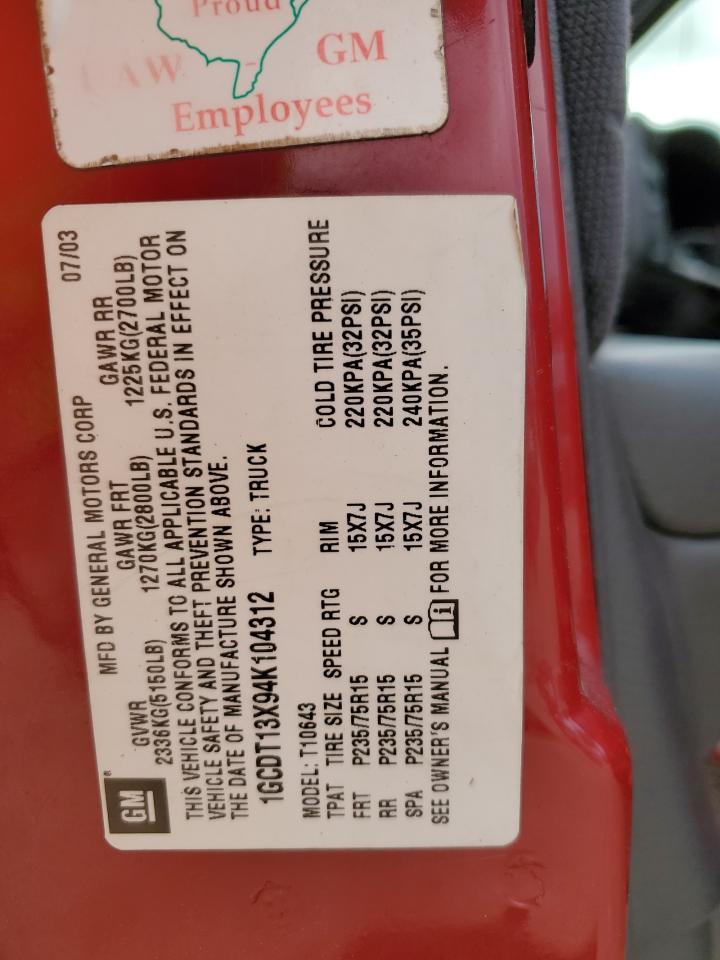 Proud
UAW - GM
Employees
MFD BY GENERAL MOTORS CORP 07/03
GVWR GAWR FRT GAWR RR
2336KG(5150LB) 1270KG(2800LB) 1225KG(2700LB)
THIS VEHICLE CONFORMS TO ALL APPLICABLE U.S. FEDERAL MOTOR
VEHICLE SAFETY AND THEFT PREVENTION STANDARDS IN EFFECT ON
THE DATE OF MANUFACTURE SHOWN ABOVE.
1GCDT13X94K104312 TYPE: TRUCK
MODEL: T10643
TPAT TIRE SIZE SPEED RTG RIM COLD TIRE PRESSURE
FRT P235/75R15 S 15X7J 220KPA(32PSI)
RR P235/75R15 S 15X7J 220KPA(32PSI)
SPA P235/75R15 S 15X7J 240KPA(35PSI)
SEE OWNER'S MANUAL FOR MORE INFORMATION.
GM